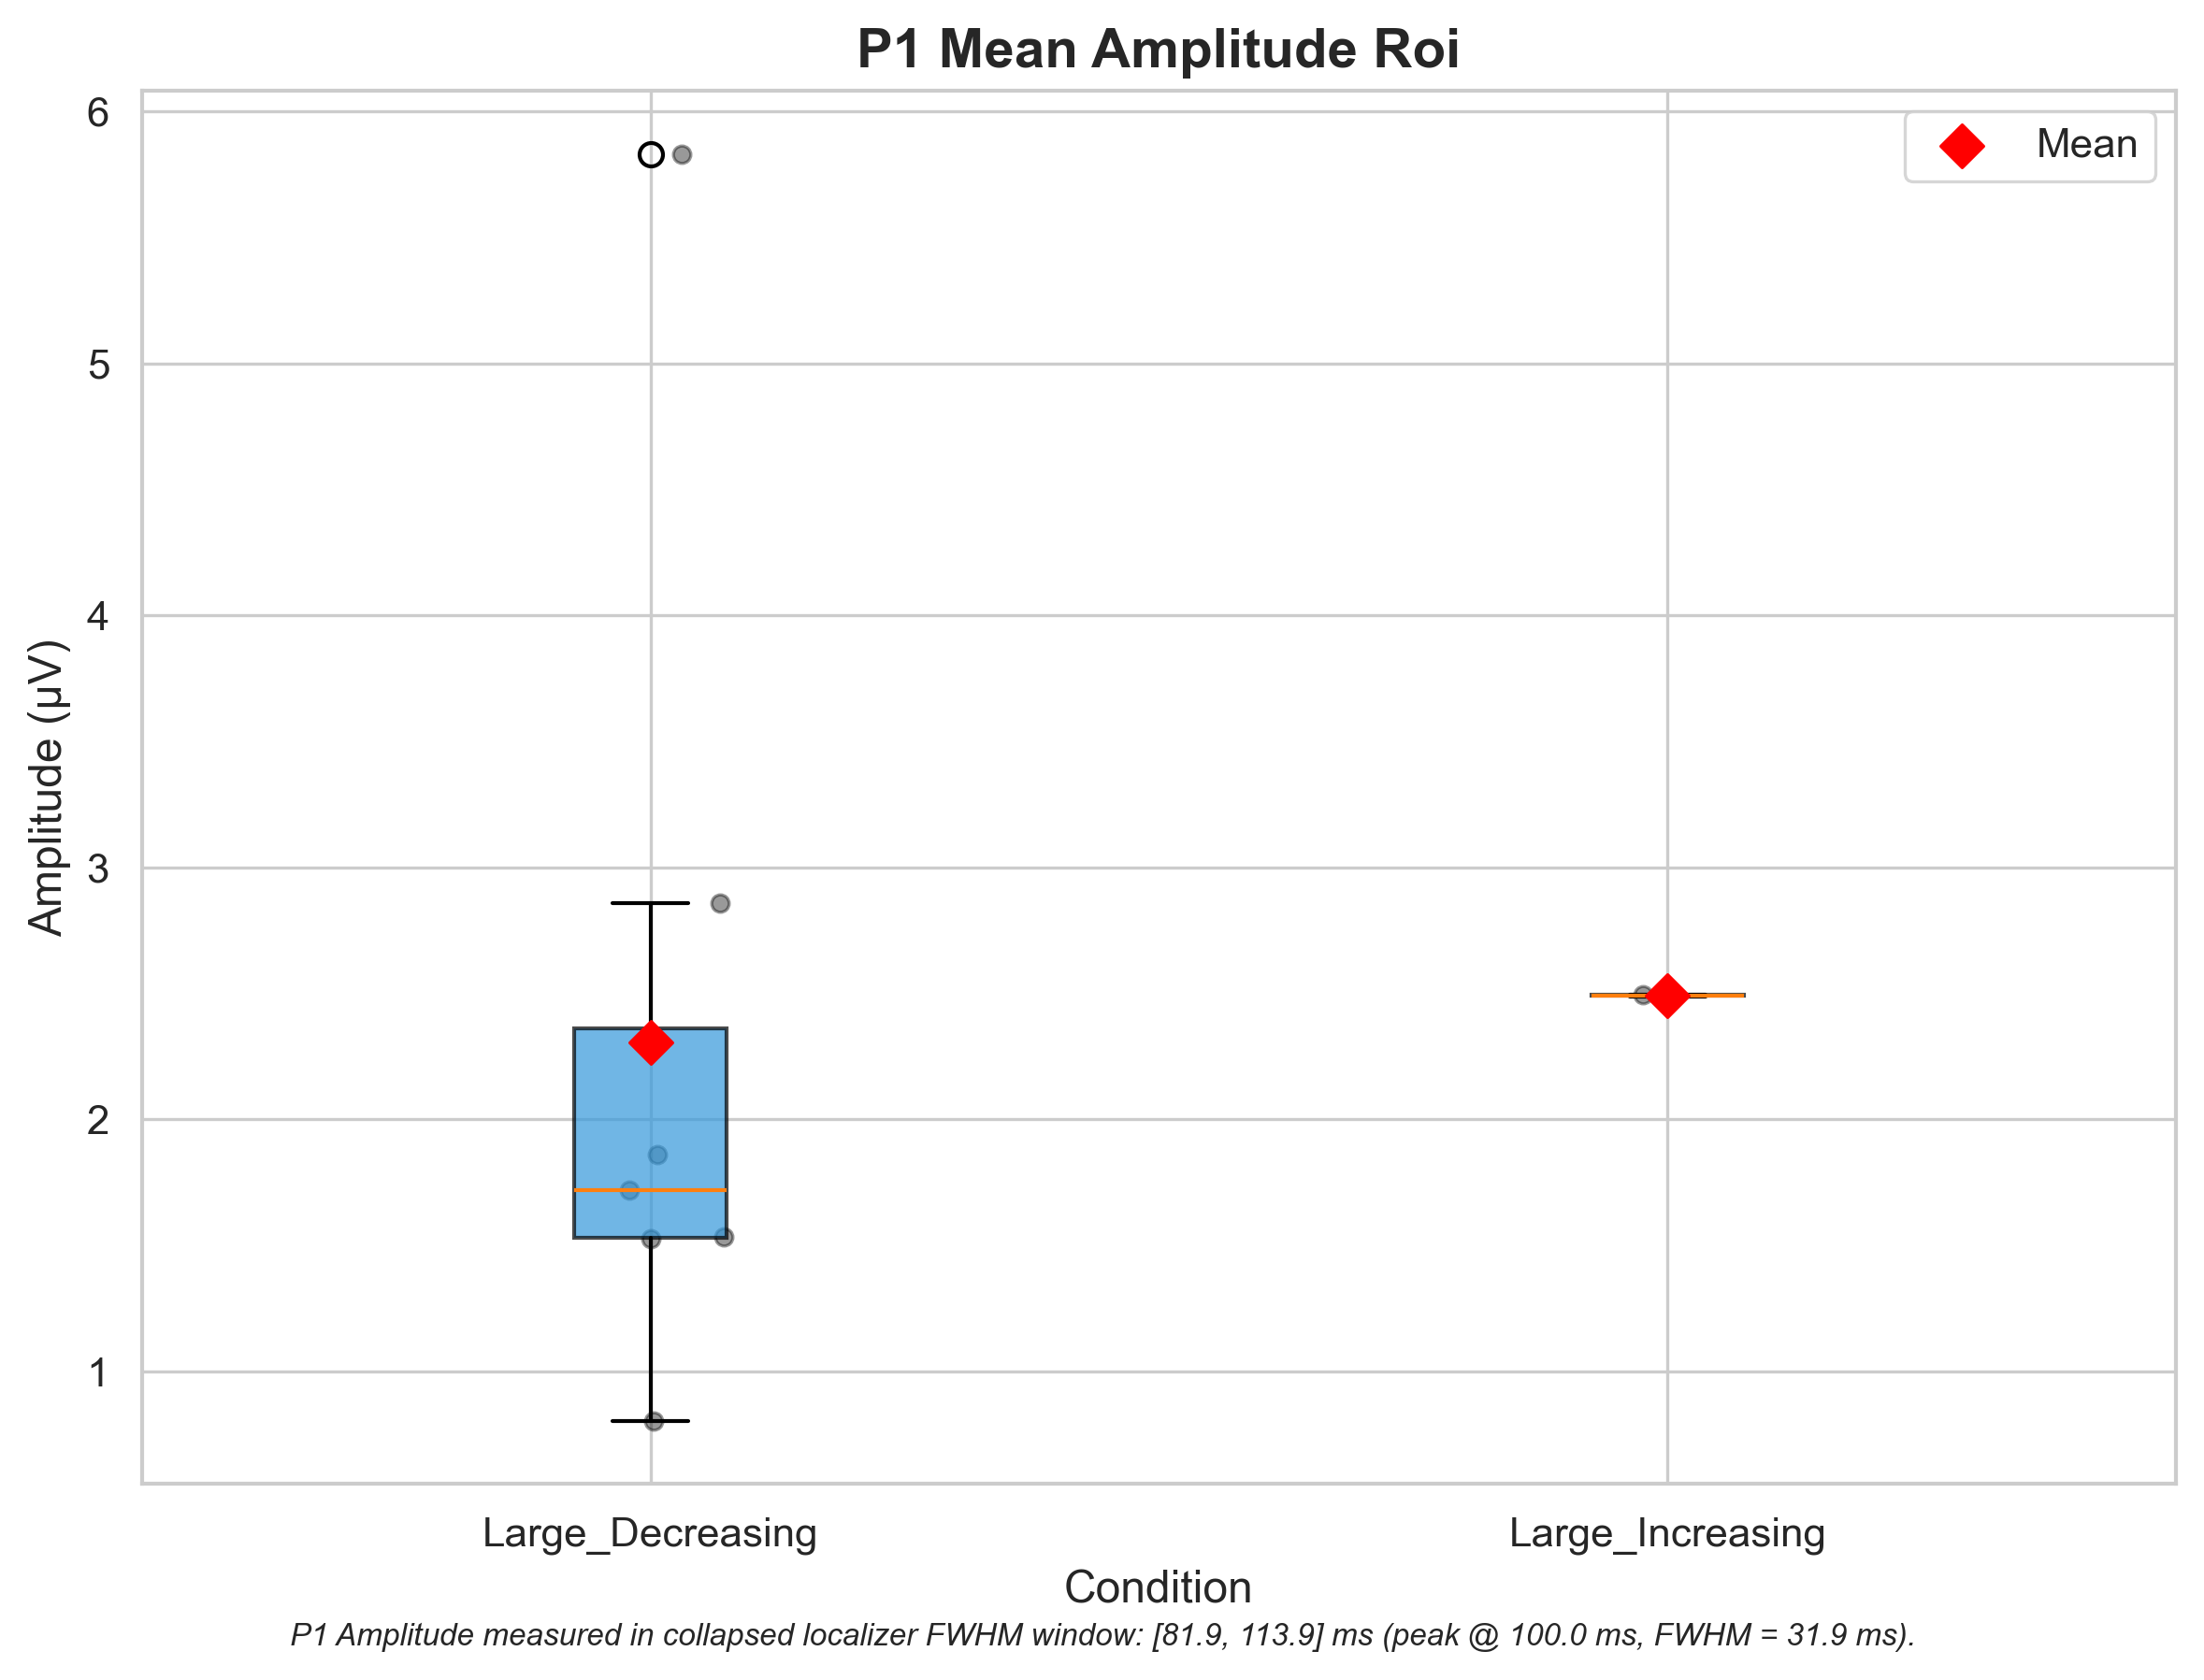 P1 Mean Amplitude Roi
Mean
Amplitude (µV)
6
5
4
3
2
1
Large_Decreasing
Large_Increasing
Condition
P1 Amplitude measured in collapsed localizer FWHM window: [81.9, 113.9] ms (peak @ 100.0 ms, FWHM = 31.9 ms).